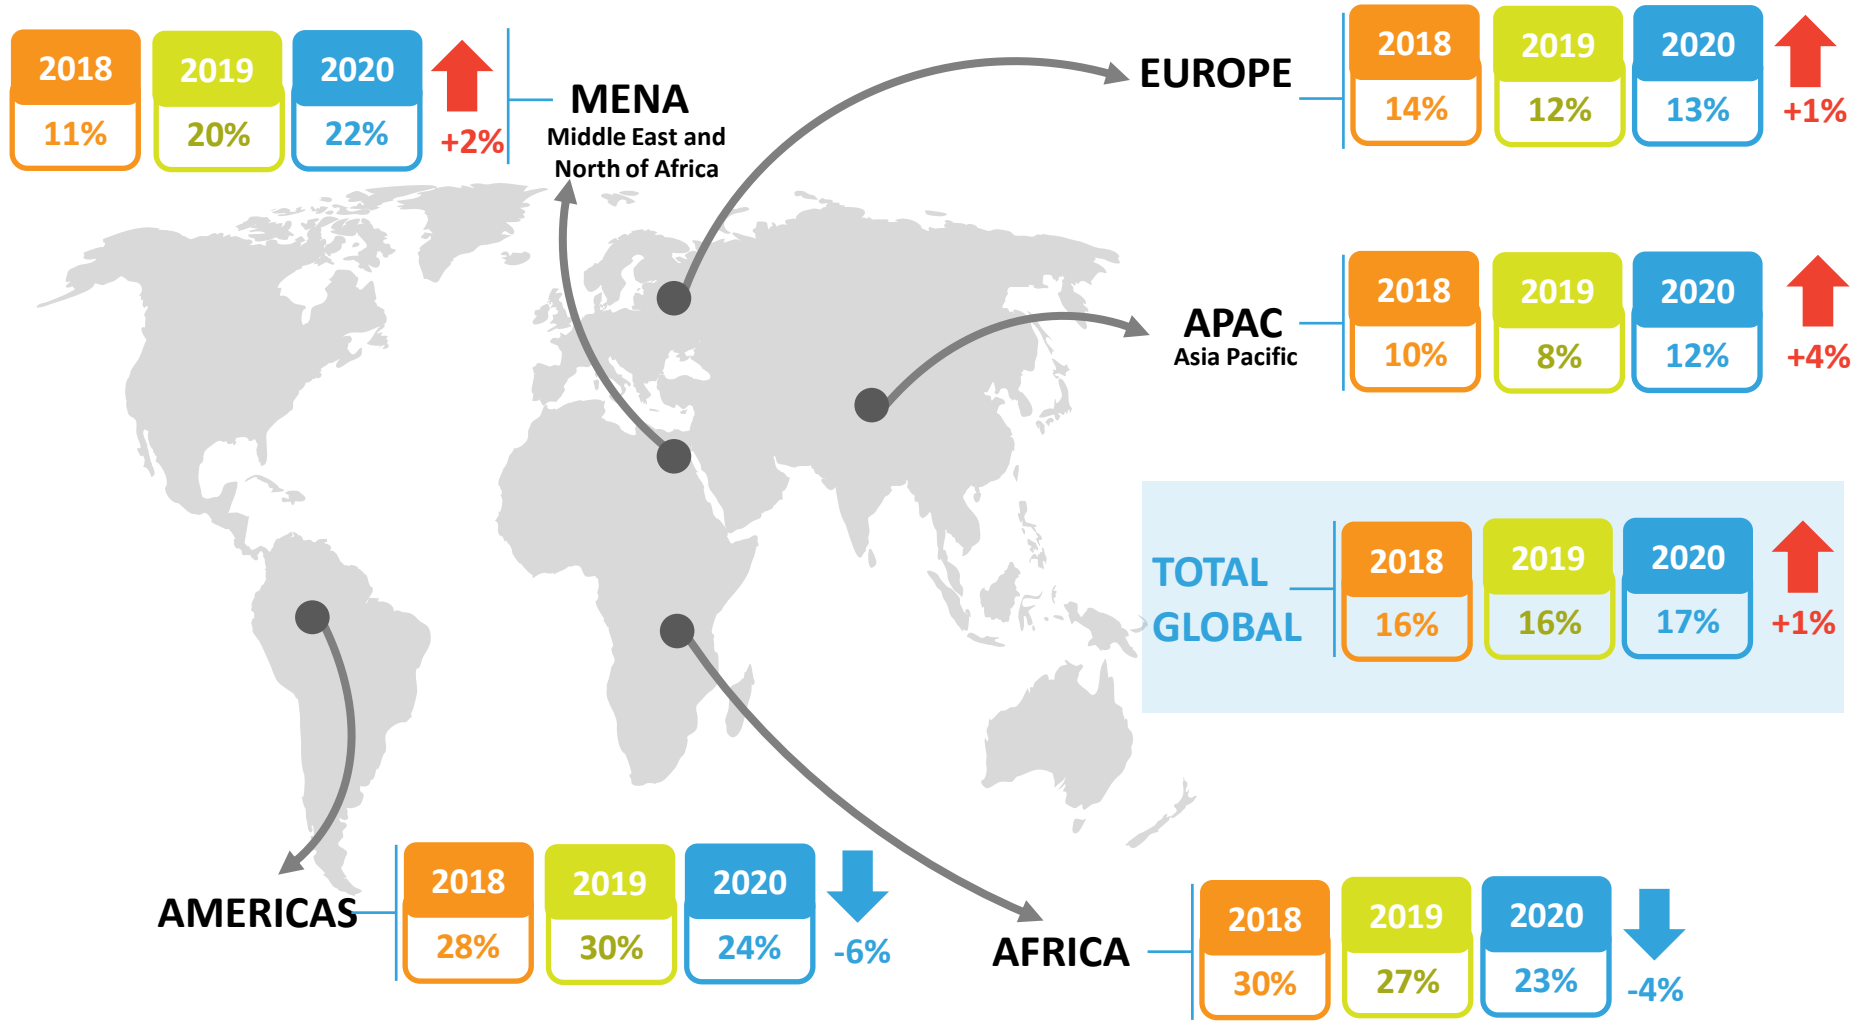 2018 2019 2020
11% 20% 22% +2%
MENA
Middle East and
North of Africa
EUROPE
2018 2019 2020
14% 12% 13% +1%
APAC
Asia Pacific
2018 2019 2020
10% 8% 12% +4%
TOTAL
GLOBAL
2018 2019 2020
16% 16% 17% +1%
AMERICAS
2018 2019 2020
28% 30% 24% -6%
AFRICA
2018 2019 2020
30% 27% 23% -4%